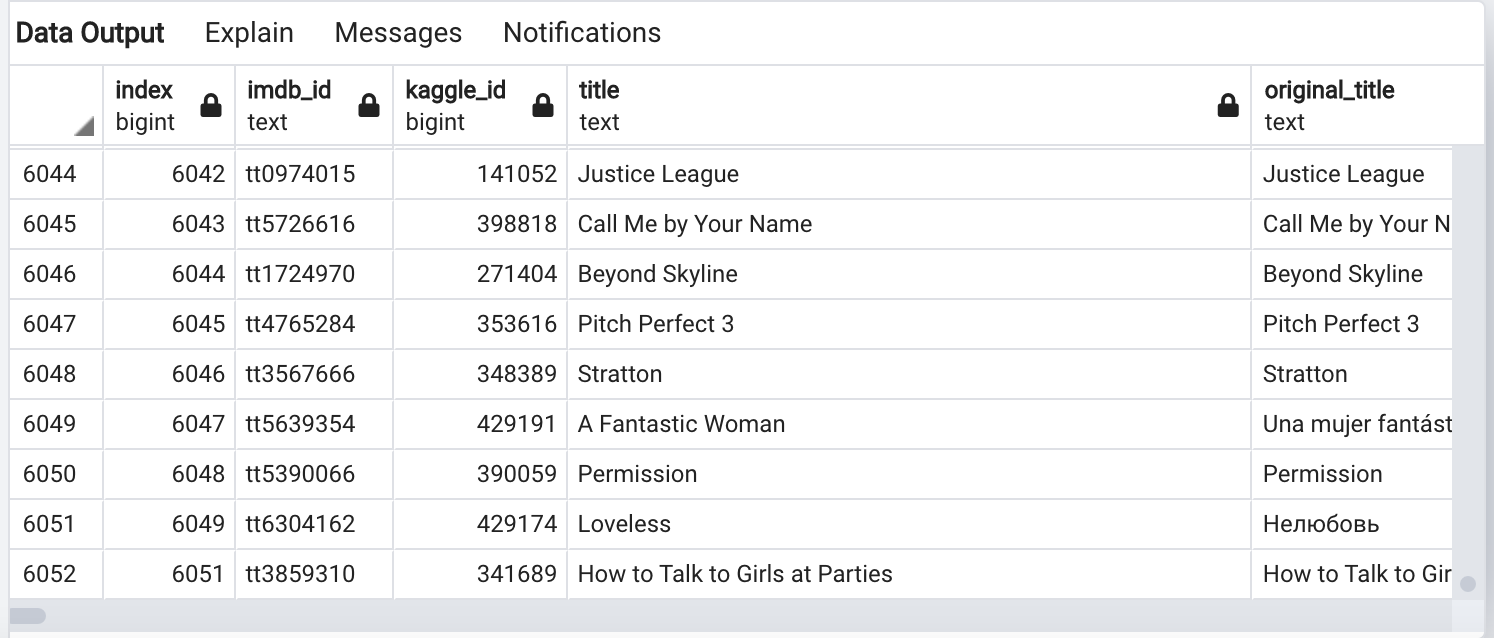 Data Output Explain Messages Notifications
index imdb_id kaggle_id title original_title
bigint text bigint text text
6044 6042 tt0974015 141052 Justice League Justice League
6045 6043 tt5726616 398818 Call Me by Your Name Call Me by Your N
6046 6044 tt1724970 271404 Beyond Skyline Beyond Skyline
6047 6045 tt4765284 353616 Pitch Perfect 3 Pitch Perfect 3
6048 6046 tt3567666 348389 Stratton Stratton
6049 6047 tt5639354 429191 A Fantastic Woman Una mujer fantást
6050 6048 tt5390066 390059 Permission Permission
6051 6049 tt6304162 429174 Loveless Нелюбовь
6052 6051 tt3859310 341689 How to Talk to Girls at Parties How to Talk to Gir